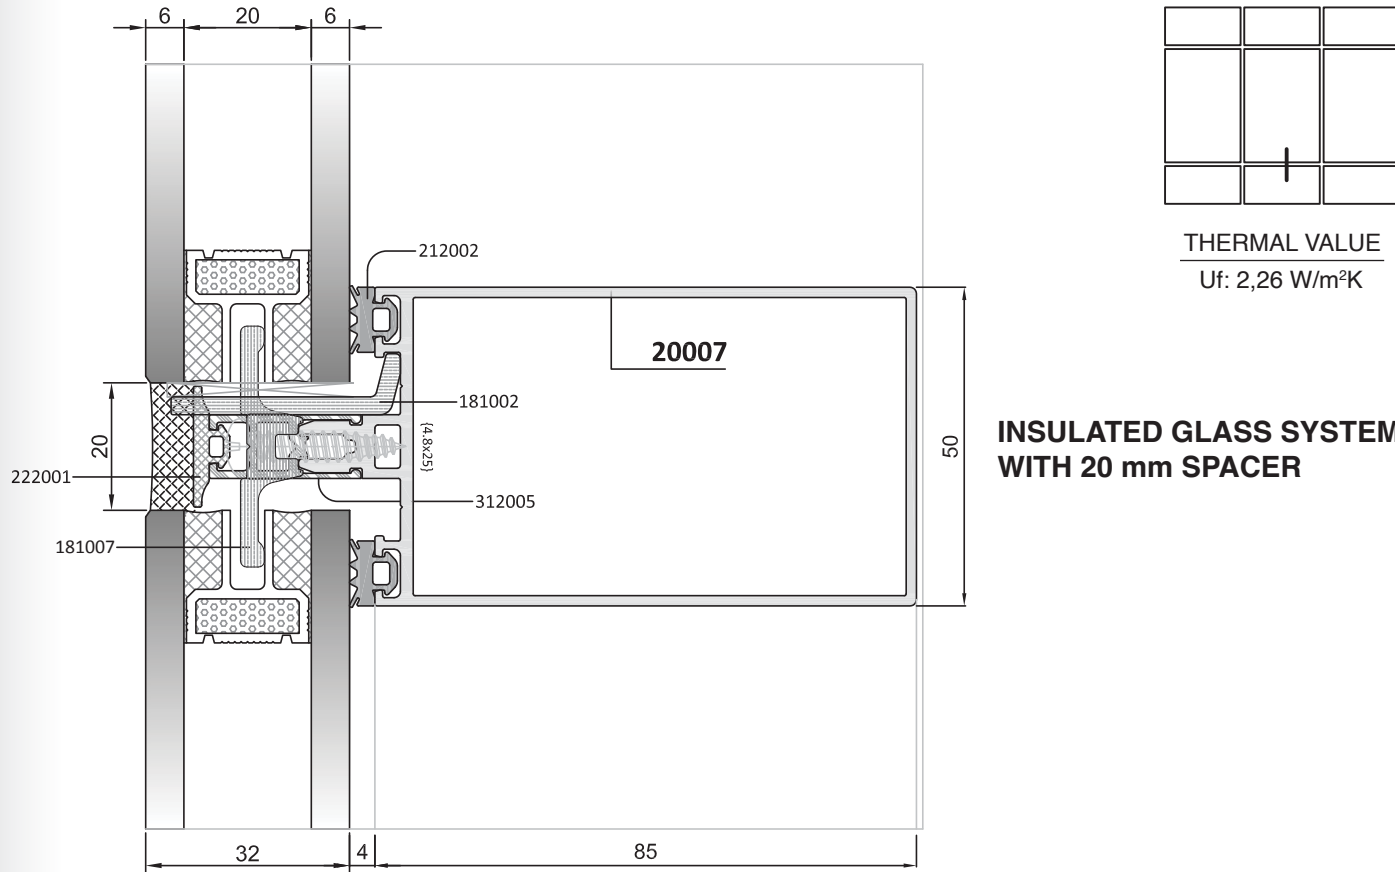 6 20 6
212002
THERMAL VALUE
Uf: 2,26 W/m²K
20007
181002
{4.8x25}
20
50
INSULATED GLASS SYSTEM
WITH 20 mm SPACER
222001
312005
181007
32 4 85